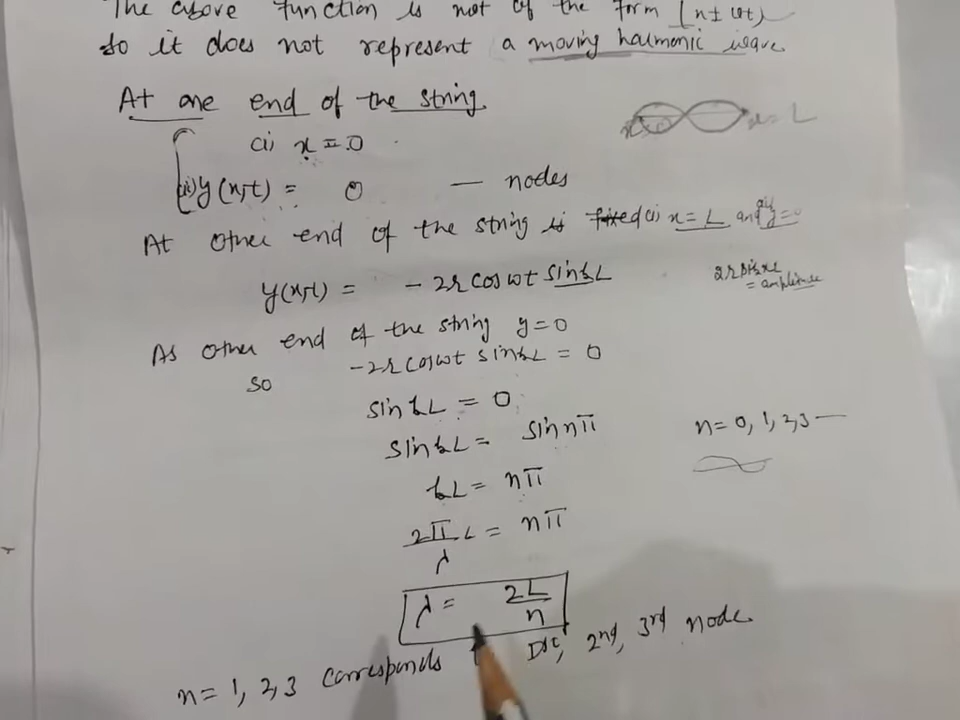 The above function is not of the form (x ± vt)
so it does not represent a moving harmonic wave
At one end of the string.
(i) x = 0
(ii) y(x,t) = 0 — nodes
At other end of the string is fixed (i) x = L and y = 0
y(x,t) = - 2r cos wt sin kL
2r sin kx
= amplitude
As other end of the string y = 0
so - 2r cos wt sin kL = 0
sin kL = 0
sin kL = sin nπ
n = 0, 1, 2, 3 —
kL = nπ
2π/λ L = nπ
λ = 2L/n
n = 1, 2, 3 corresponds 1st, 2nd, 3rd node.